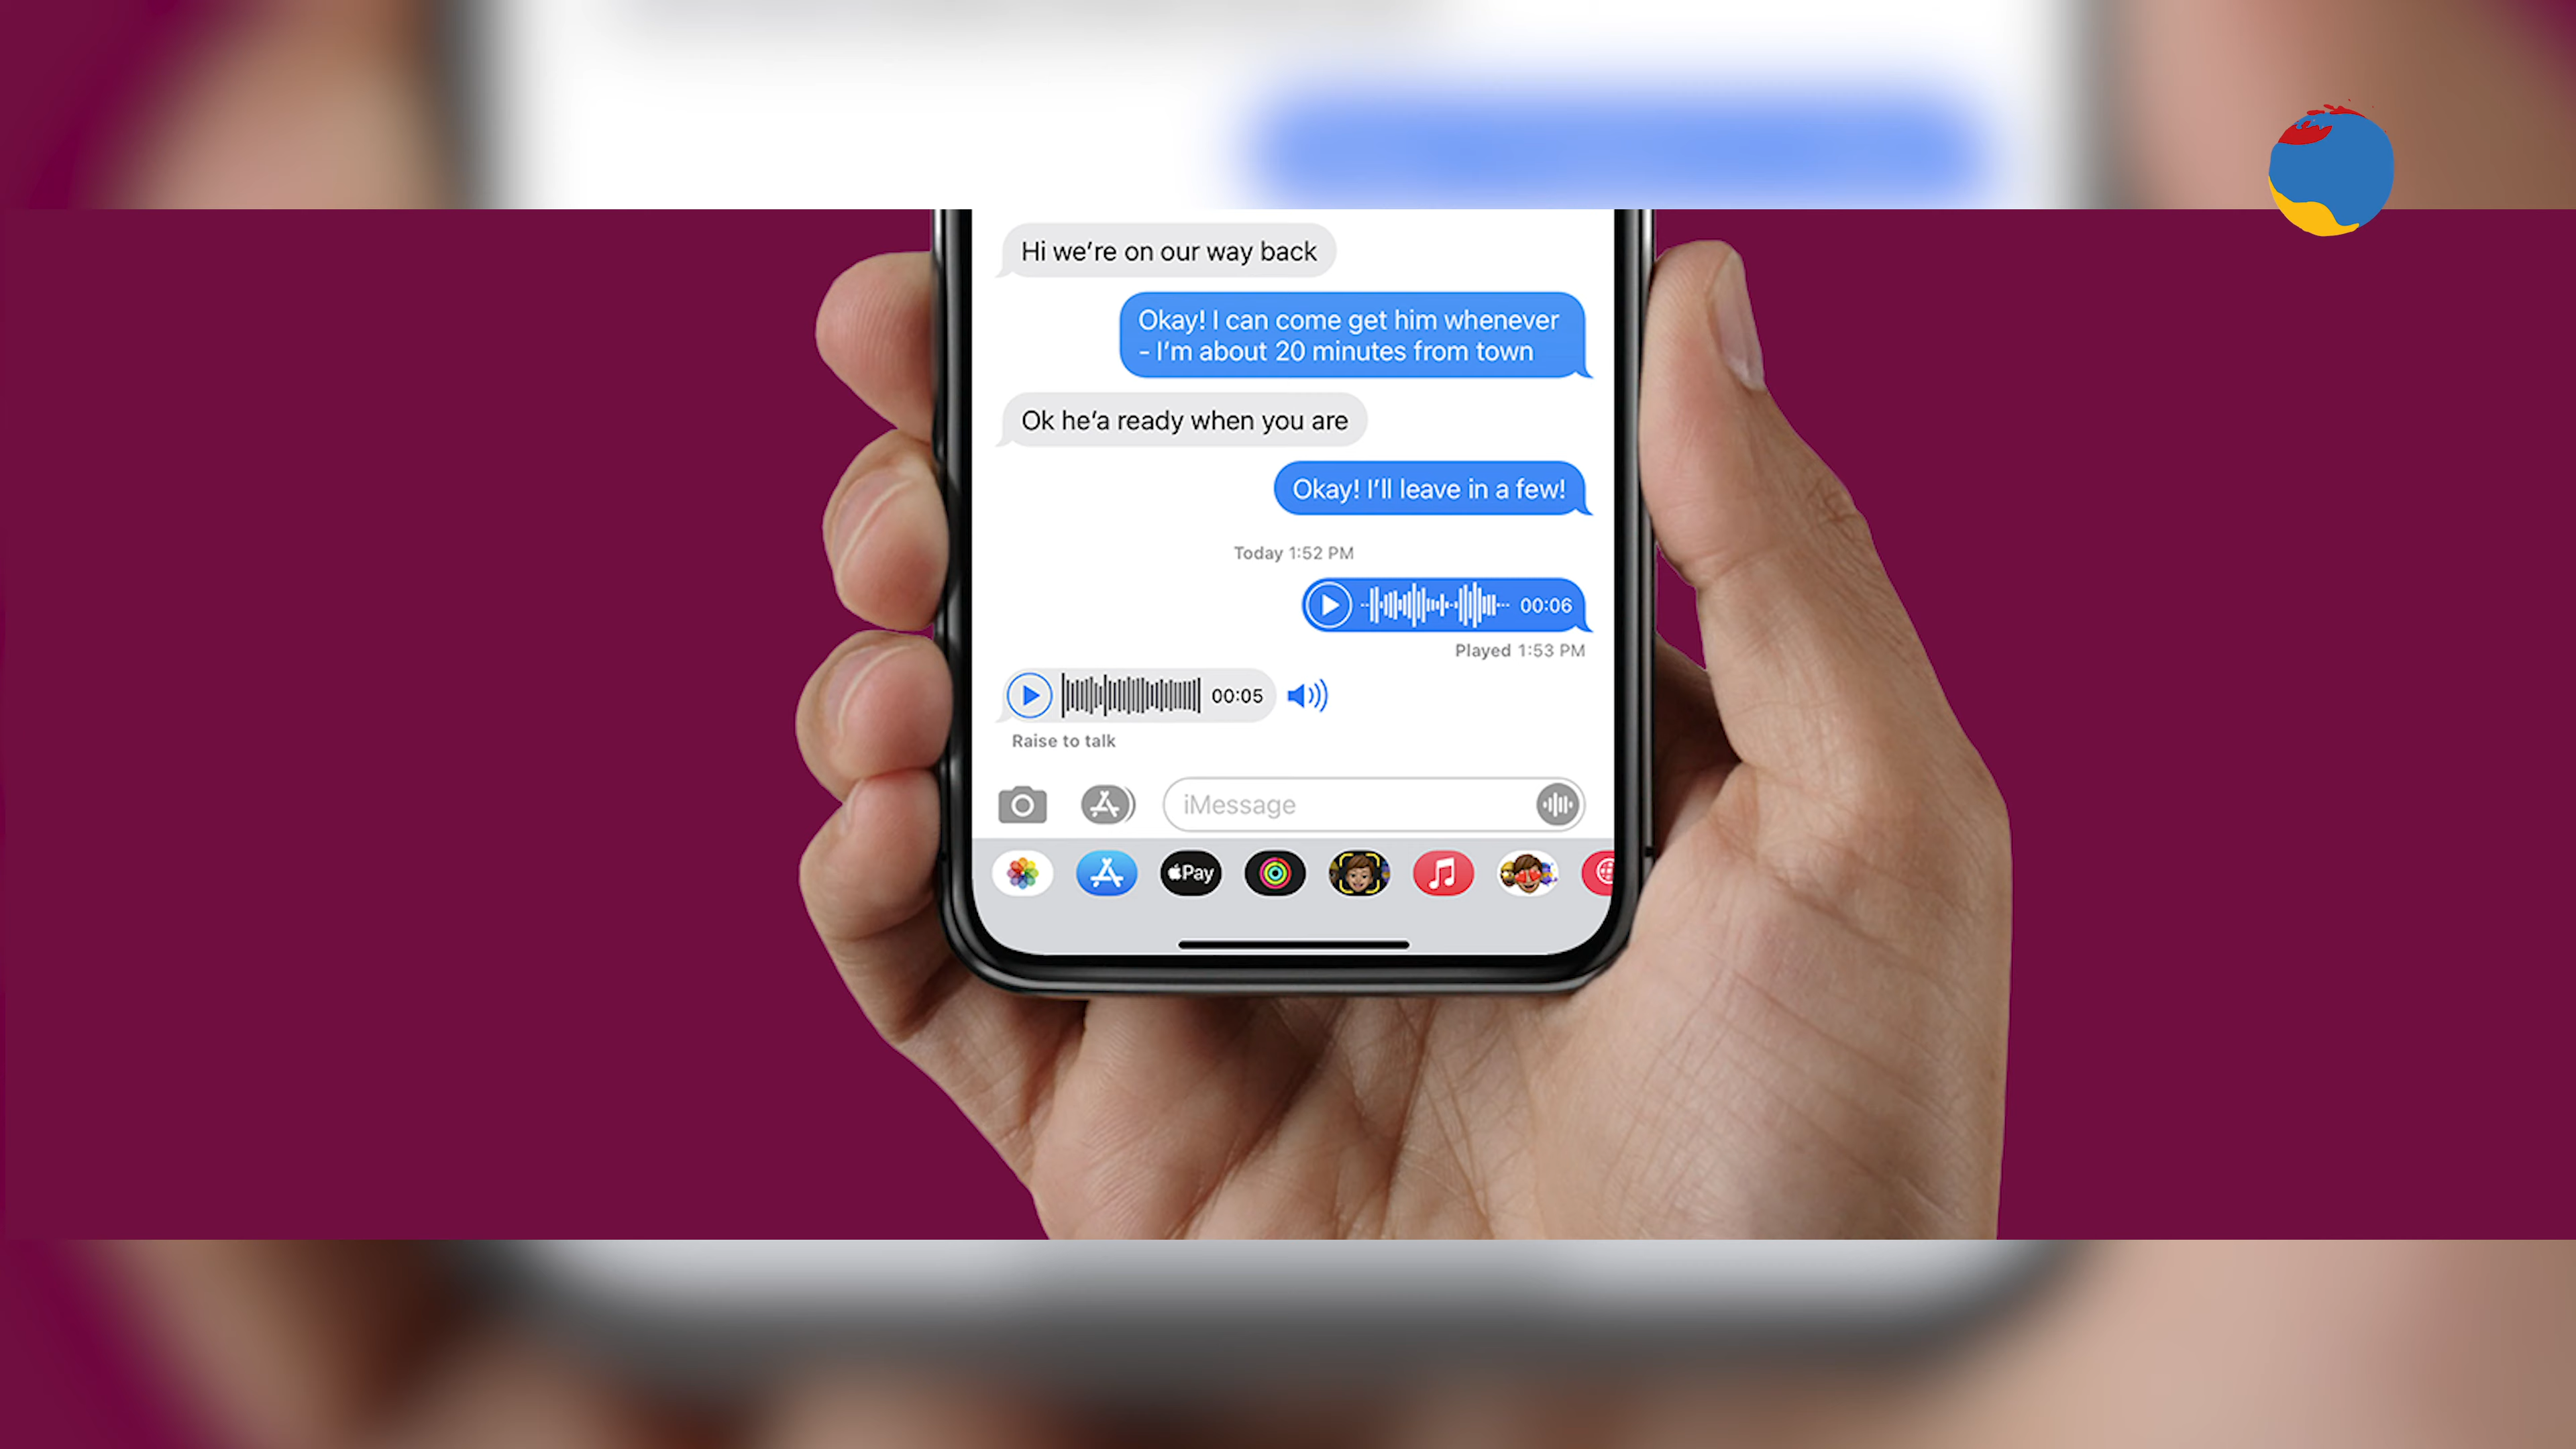 Hi we're on our way back
Okay! I can come get him whenever
- I'm about 20 minutes from town
Ok he'a ready when you are
Okay! I'll leave in a few!
Today 1:52 PM
00:06
Played 1:53 PM
00:05
Raise to talk
iMessage
Pay